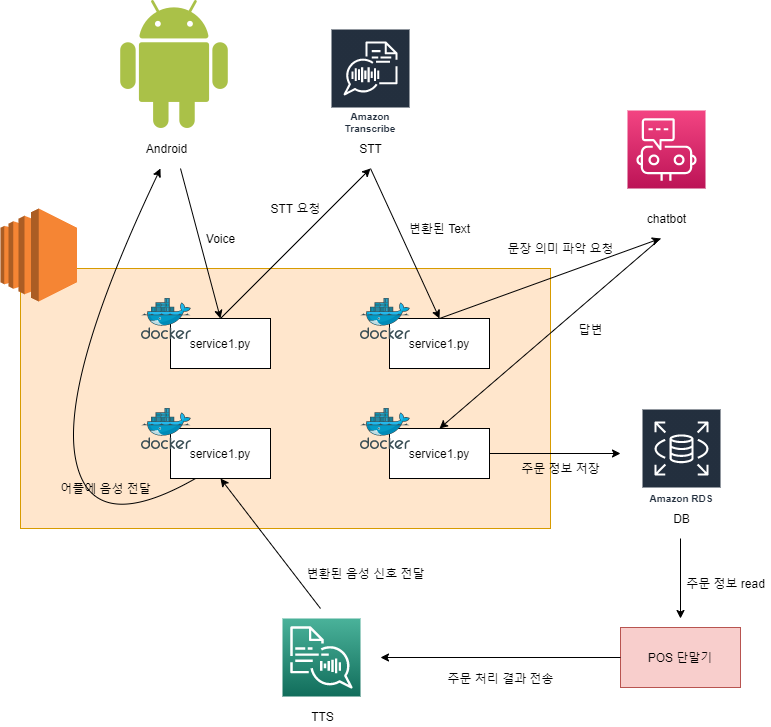 Android
Amazon
Transcribe
STT
chatbot
STT 요청
Voice
변환된 Text
문장 의미 파악 요청
답변
docker
service1.py
docker
service1.py
docker
service1.py
docker
service1.py
어플에 음성 전달
주문 정보 저장
Amazon RDS
DB
변환된 음성 신호 전달
주문 정보 read
POS 단말기
주문 처리 결과 전송
TTS